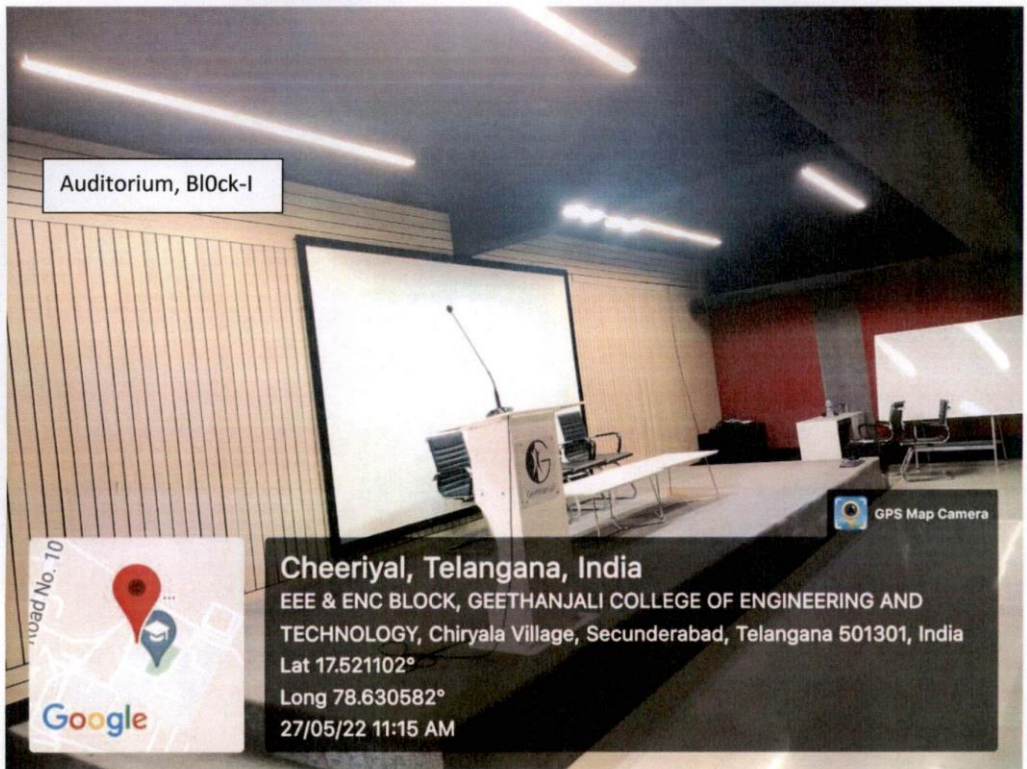 Auditorium, Bl0ck-I
Geethanjali
GPS Map Camera
Road No. 10
Google
Cheeriyal, Telangana, India
EEE & ENC BLOCK, GEETHANJALI COLLEGE OF ENGINEERING AND
TECHNOLOGY, Chiryala Village, Secunderabad, Telangana 501301, India
Lat 17.521102°
Long 78.630582°
27/05/22 11:15 AM